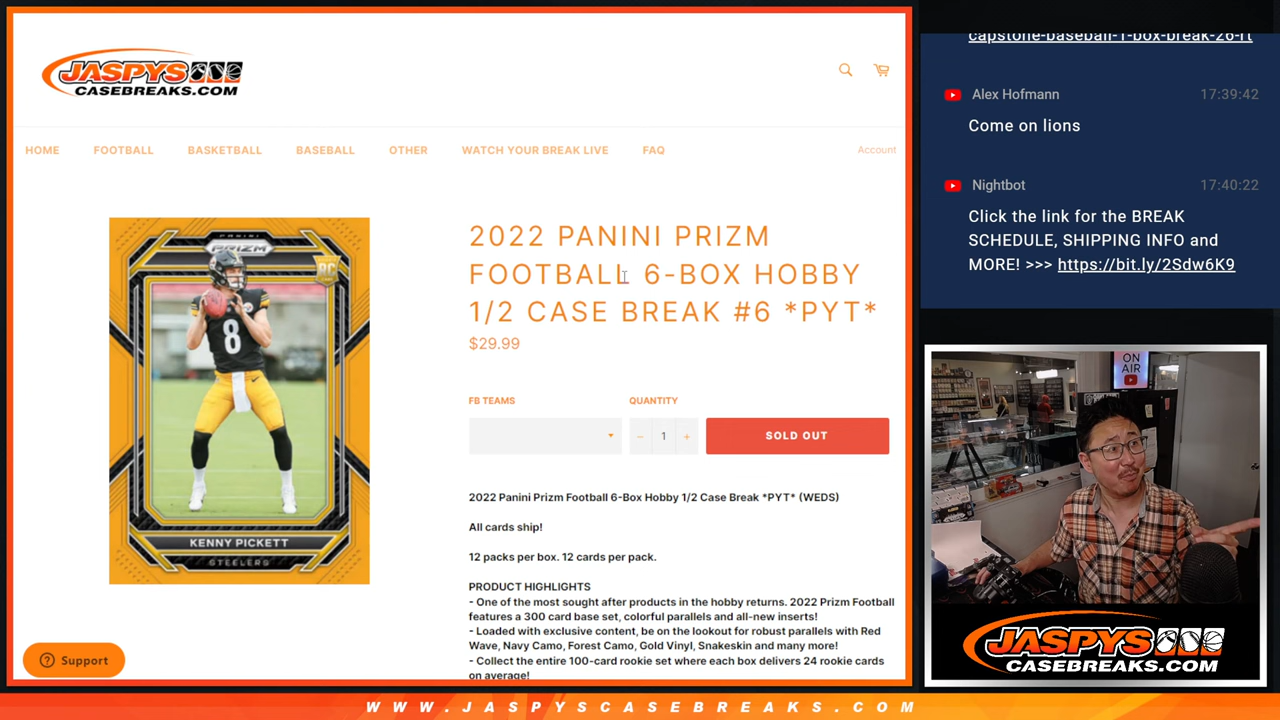 JASPYS
CASEBREAKS.COM
HOME FOOTBALL BASKETBALL BASEBALL OTHER WATCH YOUR BREAK LIVE FAQ Account
PANINI
PRIZM
RC
8
KENNY PICKETT
STEELERS
2022 PANINI PRIZM
FOOTBALL 6-BOX HOBBY
1/2 CASE BREAK #6 *PYT*
$29.99
FB TEAMS QUANTITY
− 1 + SOLD OUT
2022 Panini Prizm Football 6-Box Hobby 1/2 Case Break *PYT* (WEDS)
All cards ship!
12 packs per box. 12 cards per pack.
PRODUCT HIGHLIGHTS
- One of the most sought after products in the hobby returns. 2022 Prizm Football
features a 300 card base set, colorful parallels and all-new inserts!
- Loaded with exclusive content, be on the lookout for robust parallels with Red
Wave, Navy Camo, Forest Camo, Gold Vinyl, Snakeskin and many more!
- Collect the entire 100-card rookie set where each box delivers 24 rookie cards
on average!
Support
capstone-baseball-1-box-break-26-rt
Alex Hofmann 17:39:42
Come on lions
Nightbot 17:40:22
Click the link for the BREAK
SCHEDULE, SHIPPING INFO and
MORE! >>> https://bit.ly/2Sdw6K9
ON
AIR
JASPYS
CASEBREAKS.COM
WWW.JASPYSCASEBREAKS.COM